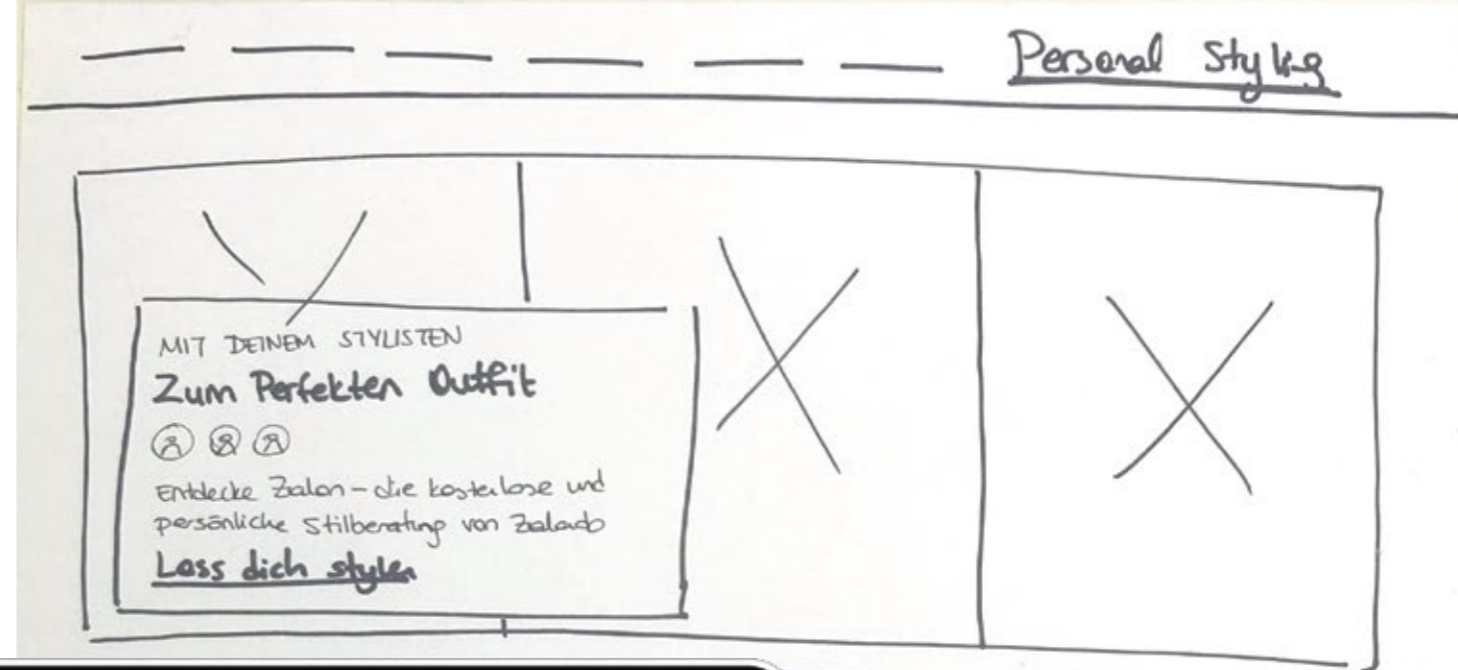 Personal Styling
MIT DEINEM STYLISTEN
Zum Perfekten Outfit
Entdecke Zalon – die kostenlose und
persönliche Stilberatung von Zalando
Lass dich stylen